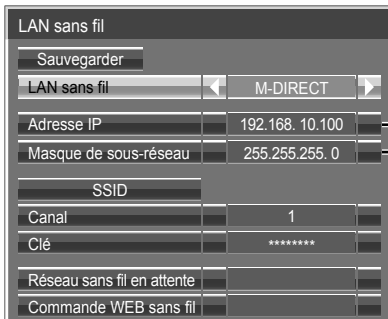 LAN sans fil
Sauvegarder
LAN sans fil M-DIRECT
Adresse IP 192.168. 10.100
Masque de sous-réseau 255.255.255. 0
SSID
Canal 1
Clé ********
Réseau sans fil en attente
Commande WEB sans fil